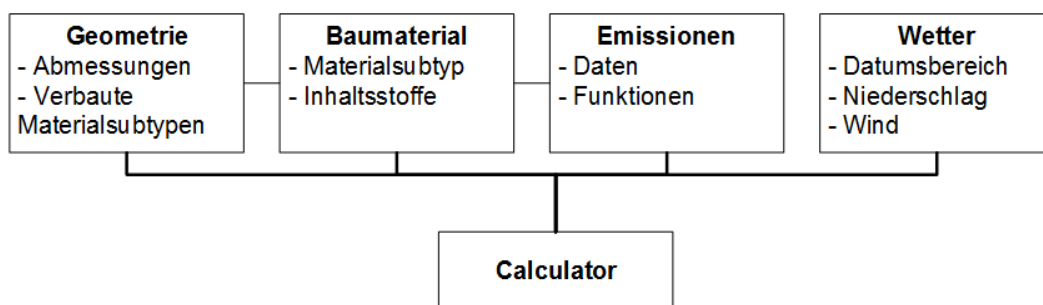 Geometrie
- Abmessungen
- Verbaute
Materialsubtypen
Baumaterial
- Materialsubtyp
- Inhaltsstoffe
Emissionen
- Daten
- Funktionen
Wetter
- Datumsbereich
- Niederschlag
- Wind
Calculator